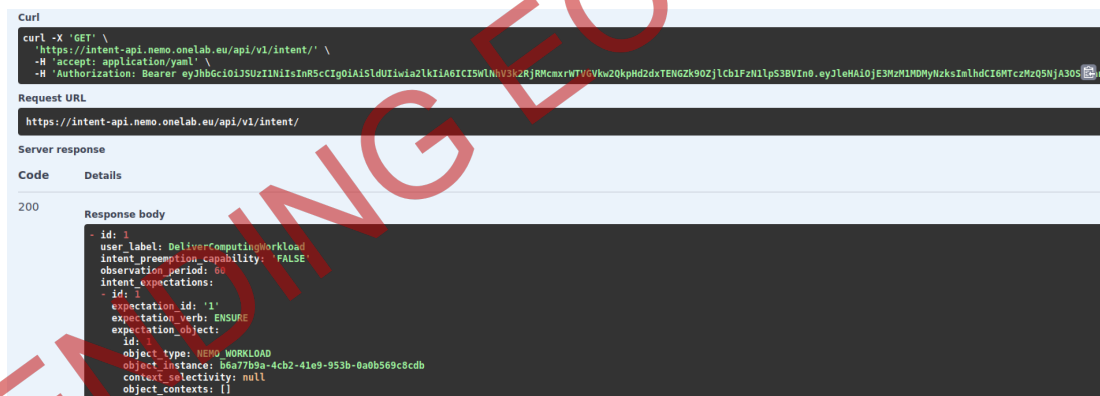 Curl
curl -X 'GET' \
'https://intent-api.nemo.onelab.eu/api/v1/intent/' \
-H 'accept: application/yaml' \
-H 'Authorization: Bearer
Request URL
https://intent-api.nemo.onelab.eu/api/v1/intent/
Server response
Code Details
200
Response body
- id: 1
user_label: DeliverComputingWorkload
intent_preemption_capability: 'FALSE'
observation_period: 60
intent_expectations:
- id: 1
expectation_id: '1'
expectation_verb: ENSURE
expectation_object:
id: 1
object_type: NEMO_WORKLOAD
object_instance: b6a77b9a-4cb2-41e9-953b-0a0b569c8cdb
context_selectivity: null
object_contexts: []
ENDING EC